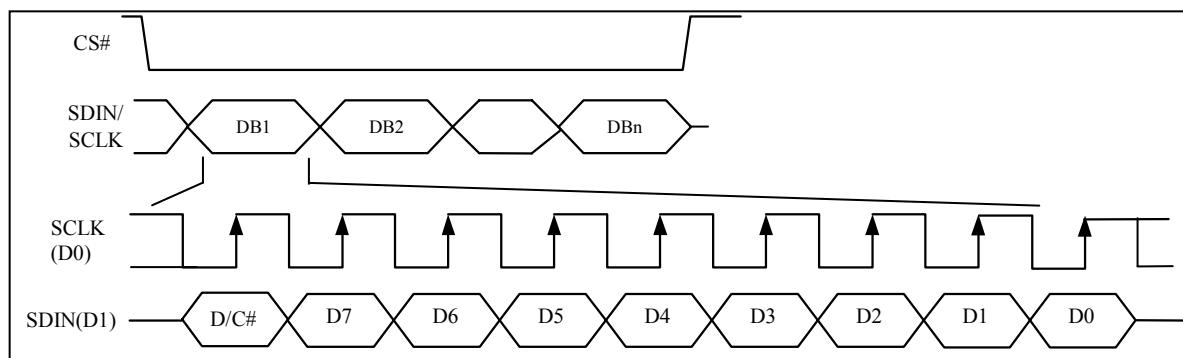 CS#
SDIN/
SCLK
DB1 DB2 DBn
SCLK
(D0)
SDIN(D1) D/C# D7 D6 D5 D4 D3 D2 D1 D0